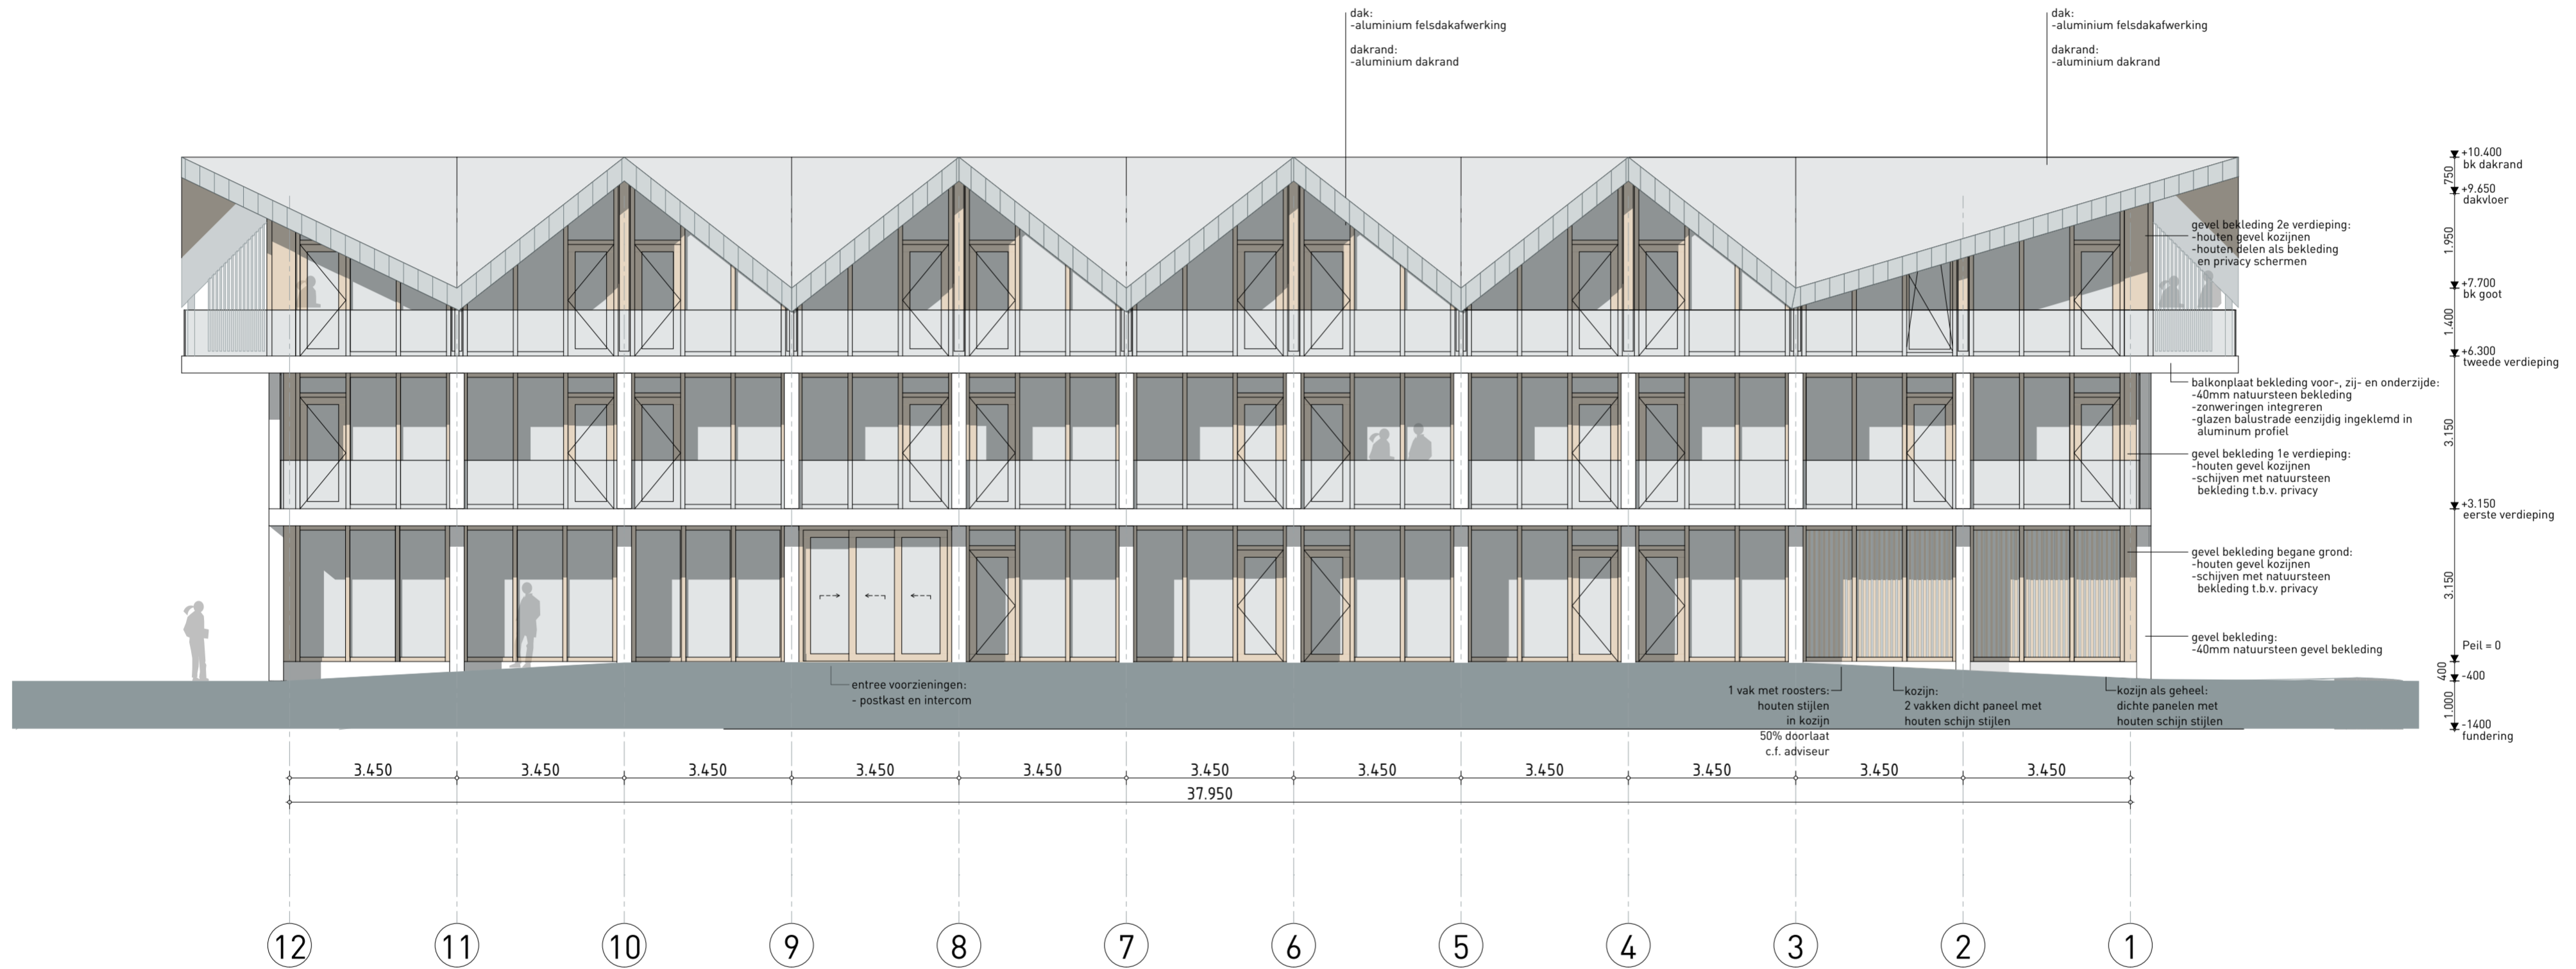 dak:
-aluminium felsdakafwerking
dakrand:
-aluminium dakrand
dak:
-aluminium felsdakafwerking
dakrand:
-aluminium dakrand
+10.400
bk dakrand
750
+9.650
dakvloer
1.950
+7.700
bk goot
1.400
+6.300
tweede verdieping
3.150
+3.150
eerste verdieping
3.150
Peil = 0
400
-400
1.000
-1400
fundering
gevel bekleding 2e verdieping:
-houten gevel kozijnen
-houten delen als bekleding
en privacy schermen
balkonplaat bekleding voor-, zij- en onderzijde:
-40mm natuursteen bekleding
-zonweringen integreren
-glazen balustrade eenzijdig ingeklemd in
aluminum profiel
gevel bekleding 1e verdieping:
-houten gevel kozijnen
-schijven met natuursteen
bekleding t.b.v. privacy
gevel bekleding begane grond:
-houten gevel kozijnen
-schijven met natuursteen
bekleding t.b.v. privacy
gevel bekleding:
-40mm natuursteen gevel bekleding
entree voorzieningen:
- postkast en intercom
1 vak met roosters:
houten stijlen
in kozijn
50% doorlaat
c.f. adviseur
kozijn:
2 vakken dicht paneel met
houten schijn stijlen
kozijn als geheel:
dichte panelen met
houten schijn stijlen
3.450 3.450 3.450 3.450 3.450 3.450 3.450 3.450 3.450 3.450 3.450
37.950
12 11 10 9 8 7 6 5 4 3 2 1